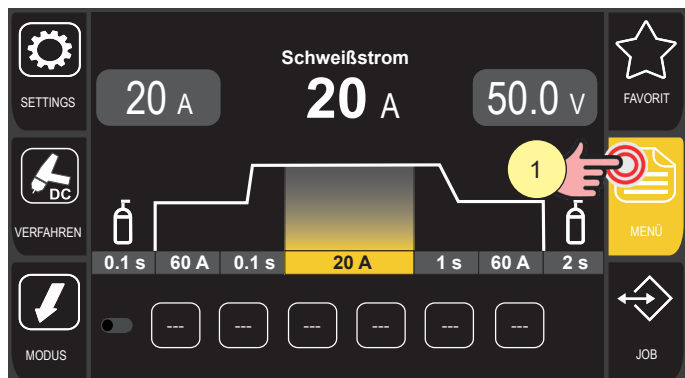 SETTINGS
Schweißstrom
20 A
20 A
50.0 V
FAVORIT
1
DC
VERFAHREN
MENÜ
0.1 s 60 A 0.1 s 20 A 1 s 60 A 2 s
--- --- --- --- --- ---
MODUS
JOB